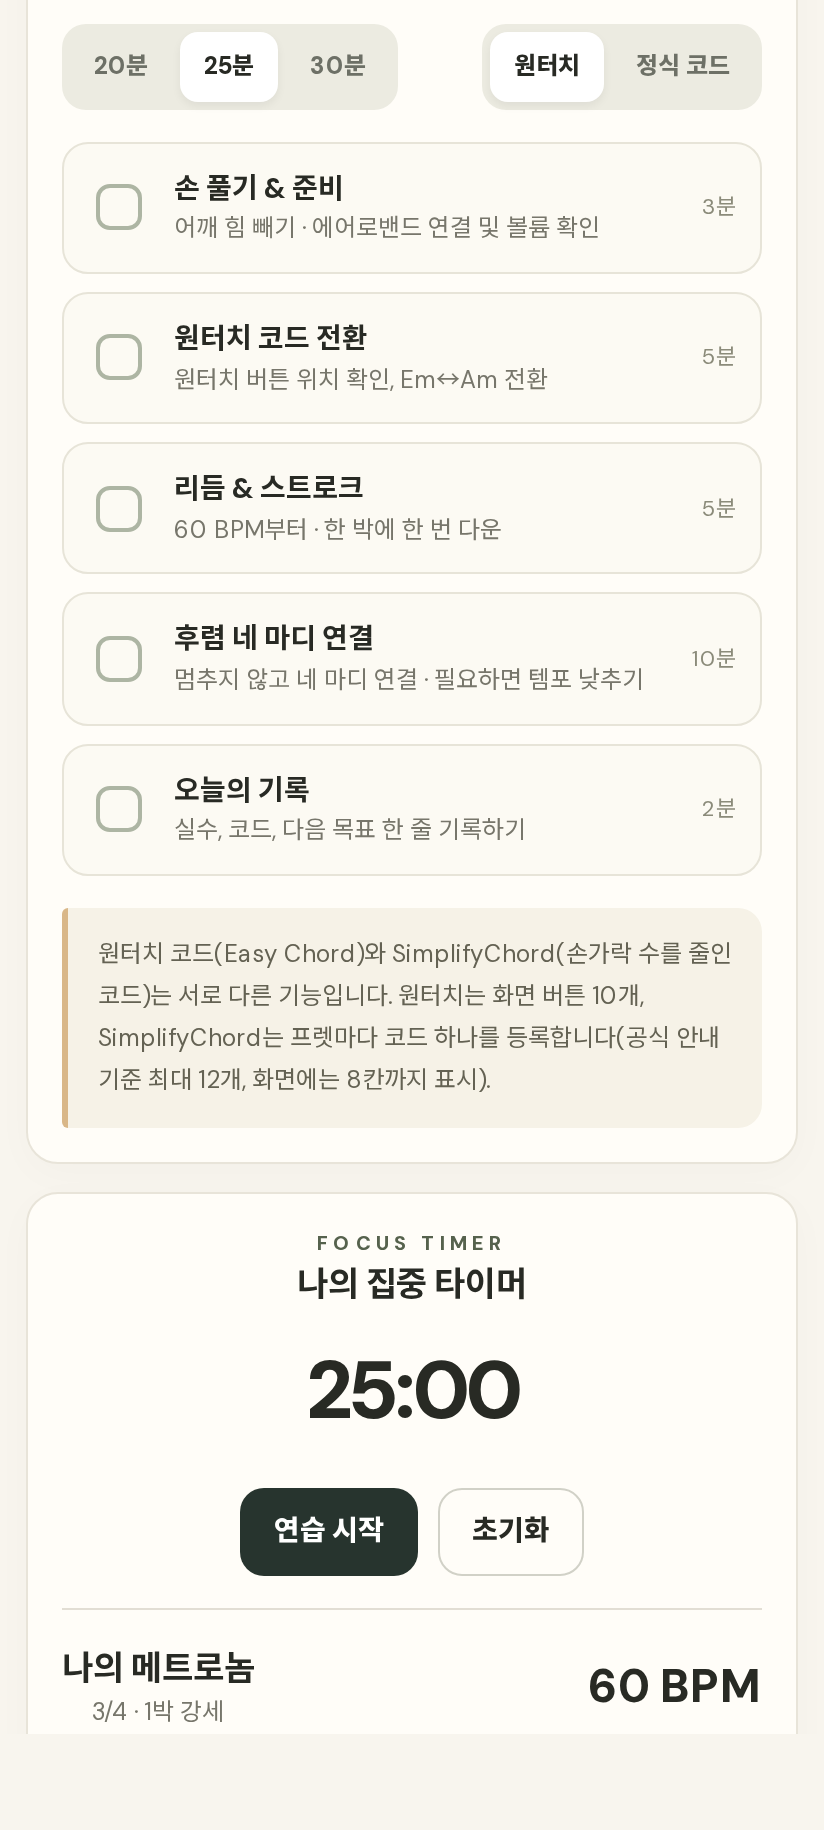 20분 25분 30분 원터치 정식 코드
손 풀기 & 준비
어깨 힘 빼기 · 에어로밴드 연결 및 볼륨 확인
3분
원터치 코드 전환
원터치 버튼 위치 확인, Em↔Am 전환
5분
리듬 & 스트로크
60 BPM부터 · 한 박에 한 번 다운
5분
후렴 네 마디 연결
멈추지 않고 네 마디 연결 · 필요하면 템포 낮추기
10분
오늘의 기록
실수, 코드, 다음 목표 한 줄 기록하기
2분
원터치 코드(Easy Chord)와 SimplifyChord(손가락 수를 줄인
코드)는 서로 다른 기능입니다. 원터치는 화면 버튼 10개,
SimplifyChord는 프렛마다 코드 하나를 등록합니다(공식 안내
기준 최대 12개, 화면에는 8칸까지 표시).
FOCUS TIMER
나의 집중 타이머
25:00
연습 시작 초기화
나의 메트로놈
3/4 · 1박 강세
60 BPM